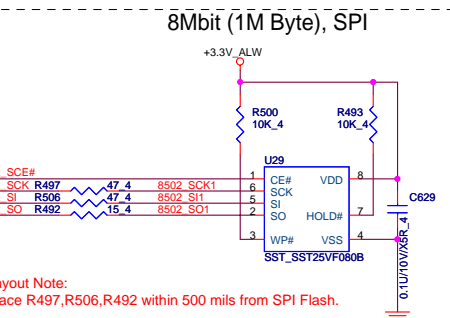 8Mbit (1M Byte), SPI
+3.3V_ALW
R500
10K_4
R493
10K_4
U29
_SCE# 1 CE# VDD 8
_SCK R497 47_4 8502_SCK1 6 SCK
C629
_SI R506 47_4 8502_SI1 5 SI
_SO R492 15_4 8502_SO1 2 SO HOLD# 7
3 WP# VSS 4
0.1U/10V/X5R_4
SST_SST25VF080B
ayout Note:
ace R497,R506,R492 within 500 mils from SPI Flash.